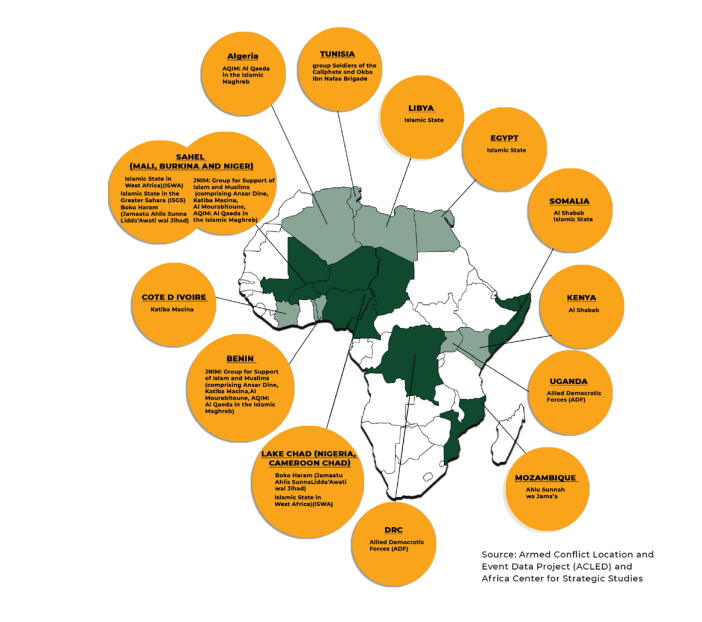 Algeria
AQIM: Al Qaeda
in the Islamic
Maghreb
TUNISIA
group Soldiers of the
Caliphate and Okba
Ibn Nafaa Brigade
LIBYA
Islamic State
EGYPT
Islamic State
SAHEL
(MALI, BURKINA AND NIGER)
Islamic State in
West Africa)(ISWA)
Islamic State in the
Greater Sahara (ISGS)
Boko Haram
(Jamaatu Ahlis Sunna
Lidda'Awati wal Jihad)
JNIM: Group for Support of
Islam and Muslims
(comprising Ansar Dine,
Katiba Macina,
Al Mourabitoune,
AQIM: Al Qaeda in
the Islamic Maghreb)
SOMALIA
Al Shabab
Islamic State
COTE D IVOIRE
Katiba Macina
KENYA
Al Shabab
BENIN
JNIM: Group for Support
of Islam and Muslims
(comprising Ansar Dine,
Katiba Macina,Al
Mourabitoune, AQIM:
Al Qaeda in the Islamic
Maghreb)
UGANDA
Allied Democratic
Forces (ADF)
LAKE CHAD (NIGERIA,
CAMEROON CHAD)
Boko Haram (Jamaatu
Ahlis SunnaLidda'Awati
wal Jihad)
Islamic State in
West Africa)(ISWA)
MOZAMBIQUE
Ahlu Sunnah
wa Jama'a
DRC
Allied Democratic
Forces (ADF)
Source: Armed Conflict Location and
Event Data Project (ACLED) and
Africa Center for Strategic Studies